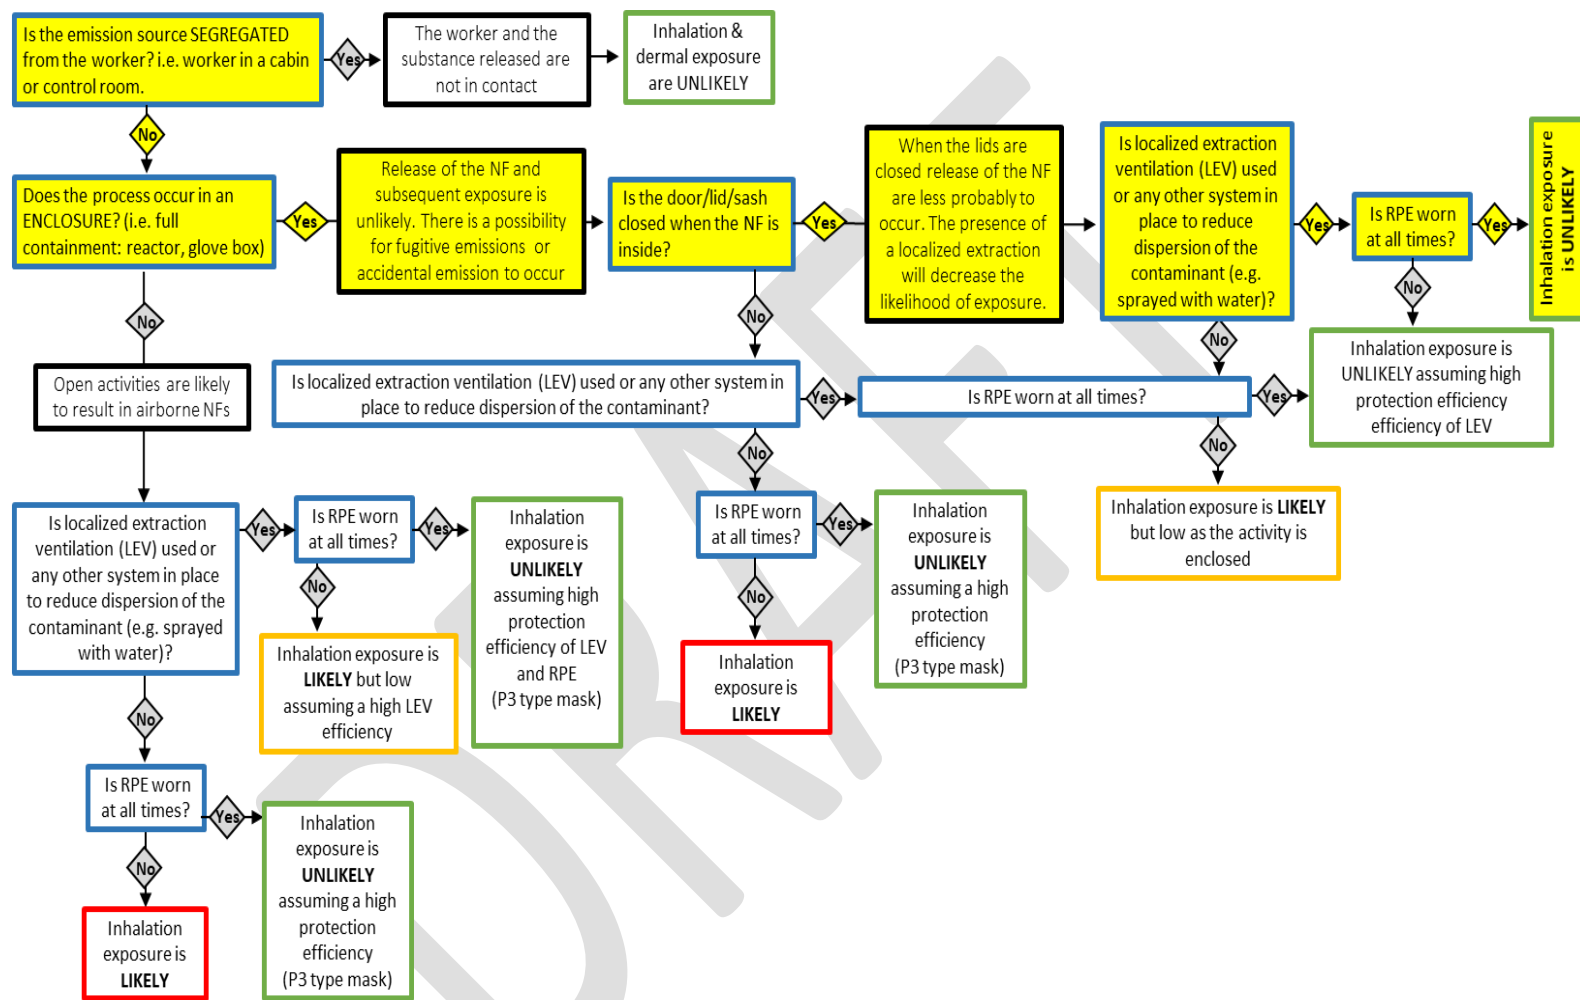 Is the emission source SEGREGATED
from the worker? i.e. worker in a cabin
or control room.
Yes
The worker and the
substance released are
not in contact
Inhalation &
dermal exposure
are UNLIKELY
No
Does the process occur in an
ENCLOSURE? (i.e. full
containment: reactor, glove box)
Yes
Release of the NF and
subsequent exposure is
unlikely. There is a possibility
for fugitive emissions or
accidental emission to occur
Is the door/lid/sash
closed when the NF is
inside?
Yes
When the lids are
closed release of the NF
are less probably to
occur. The presence of
a localized extraction
will decrease the
likelihood of exposure.
Is localized extraction
ventilation (LEV) used
or any other system in
place to reduce
dispersion of the
contaminant (e.g.
sprayed with water)?
Yes
Is RPE worn
at all times?
Yes
Inhalation exposure
is UNLIKELY
No
No
No
No
Open activities are likely
to result in airborne NFs
Is localized extraction ventilation (LEV) used or any other system in
place to reduce dispersion of the contaminant?
Yes
Is RPE worn at all times?
Yes
Inhalation exposure is
UNLIKELY assuming high
protection efficiency
efficiency of LEV
No
No
Is localized extraction
ventilation (LEV) used or
any other system in place
to reduce dispersion of the
contaminant (e.g. sprayed
with water)?
Yes
Is RPE worn
at all times?
Yes
Inhalation
exposure is
UNLIKELY
assuming high
protection
efficiency of LEV
and RPE
(P3 type mask)
Is RPE worn
at all times?
Yes
Inhalation
exposure is
UNLIKELY
assuming a high
protection
efficiency
(P3 type mask)
Inhalation exposure is LIKELY
but low as the activity is
enclosed
No
No
Inhalation exposure is
LIKELY but low
assuming a high LEV
efficiency
Inhalation
exposure is
LIKELY
No
Is RPE worn
at all times?
Yes
Inhalation
exposure is
UNLIKELY
assuming a high
protection
efficiency
(P3 type mask)
No
Inhalation
exposure is
LIKELY
DRAFT